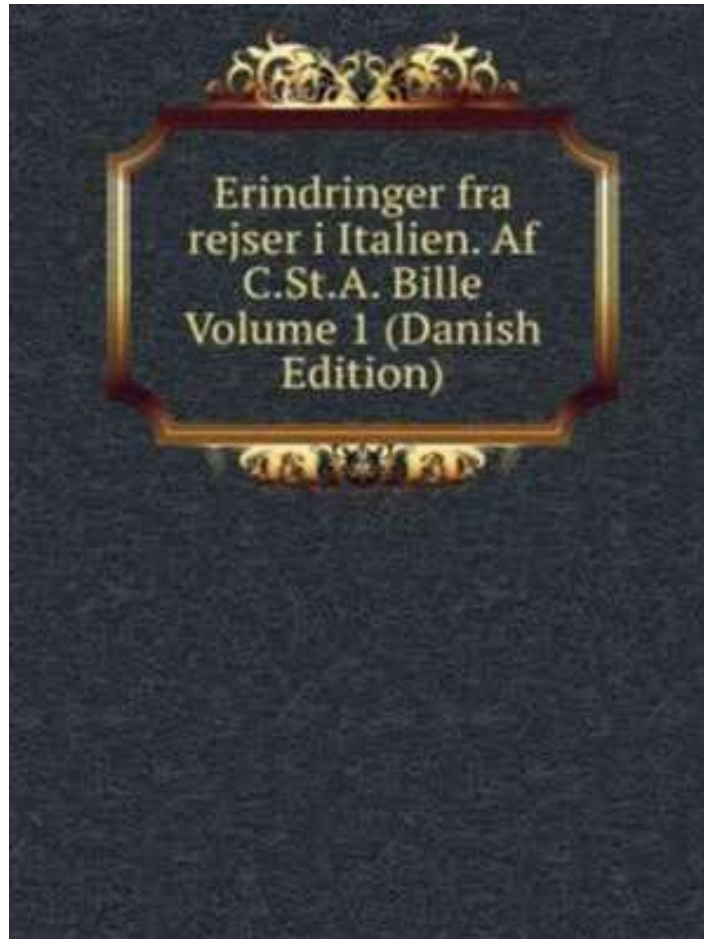 Erindringer fra
rejser i Italien. Af
C.St.A. Bille
Volume 1 (Danish
Edition)